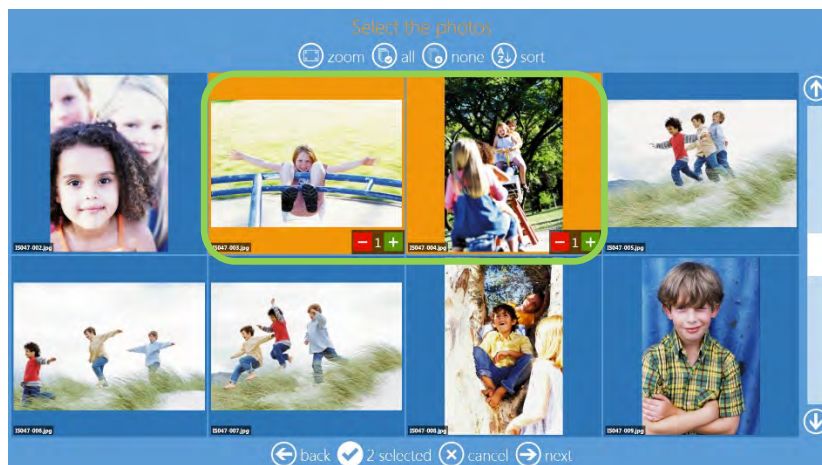 Select the photos
zoom all none sort
IS047-002.jpg
IS047-003.jpg
− 1 +
IS047-004.jpg
− 1 +
IS047-005.jpg
IS047-006.jpg
IS047-007.jpg
IS047-008.jpg
IS047-009.jpg
back 2 selected cancel next